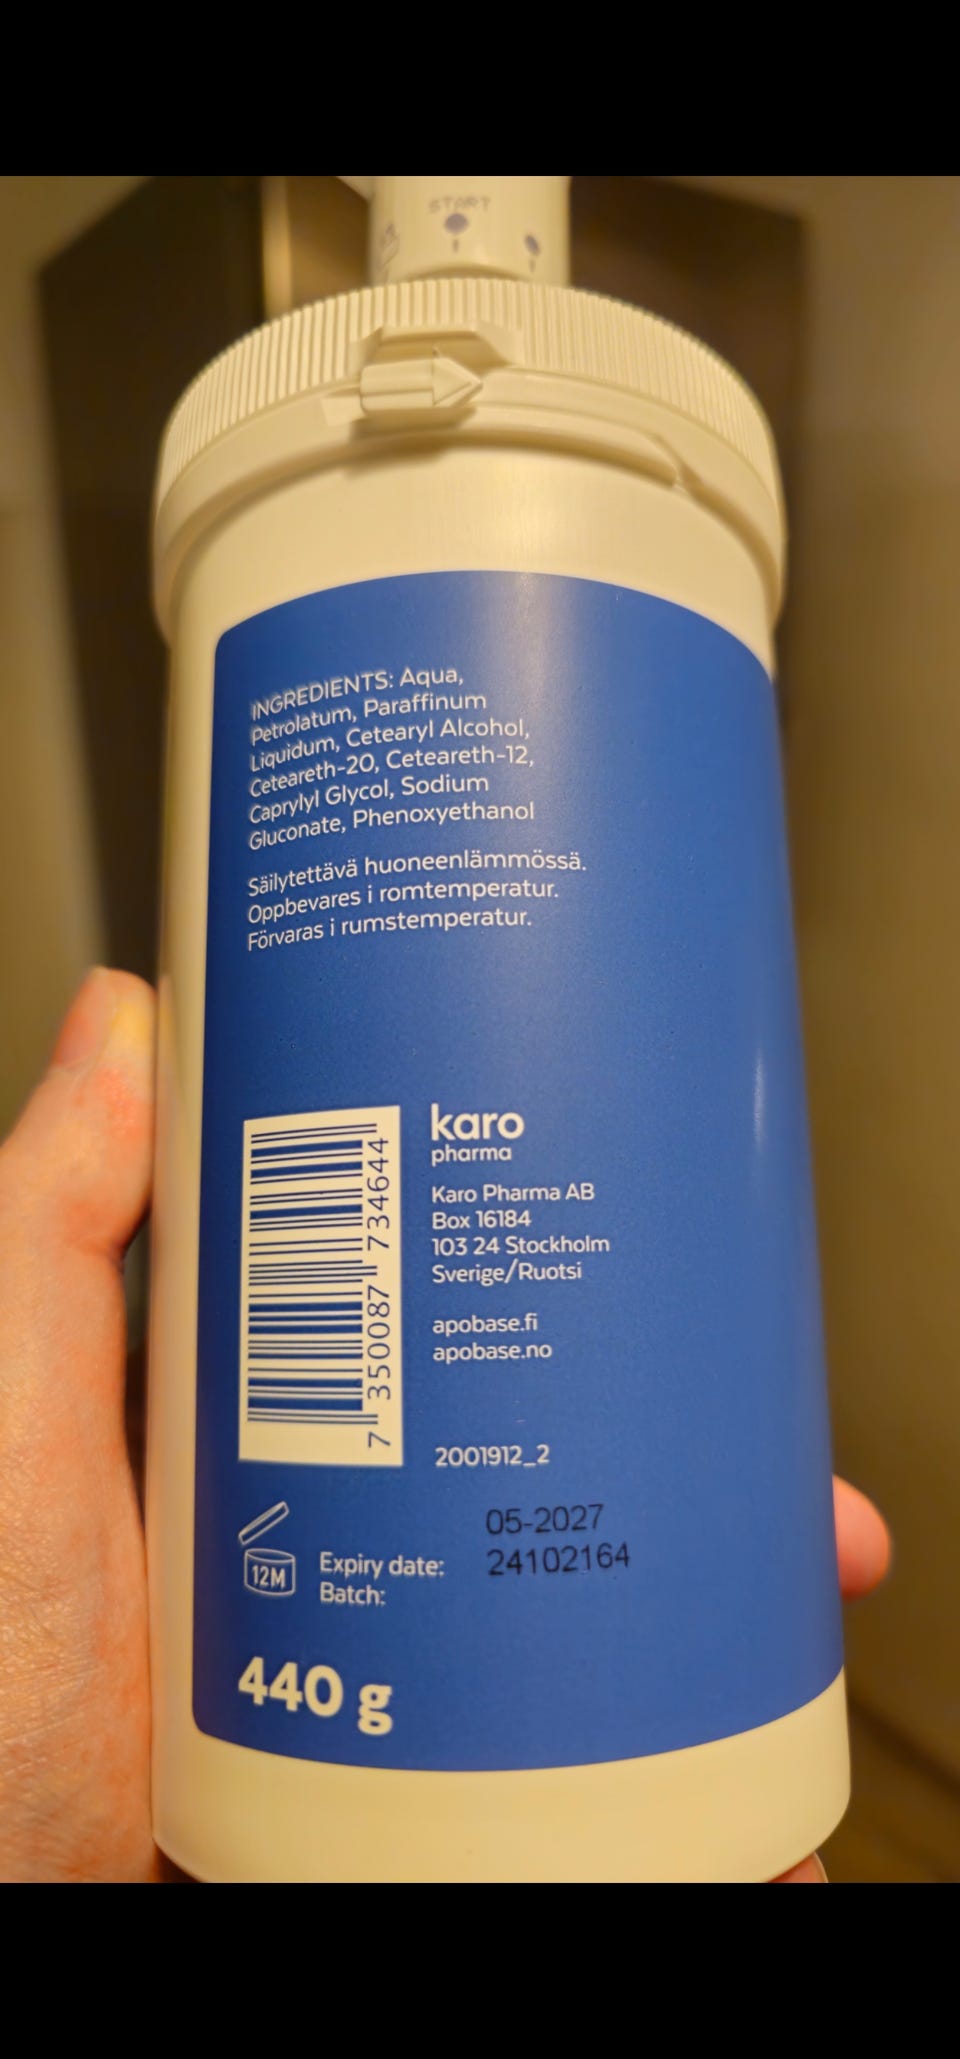 START
INGREDIENTS: Aqua,
Petrolatum, Paraffinum
Liquidum, Cetearyl Alcohol,
Ceteareth-20, Ceteareth-12,
Caprylyl Glycol, Sodium
Gluconate, Phenoxyethanol
Säilytettävä huoneenlämmössä.
Oppbevares i romtemperatur.
Förvaras i rumstemperatur.
7 350087 734644
karo
pharma
Karo Pharma AB
Box 16184
103 24 Stockholm
Sverige/Ruotsi
apobase.fi
apobase.no
2001912_2
12M
Expiry date: 05-2027
Batch: 24102164
440 g